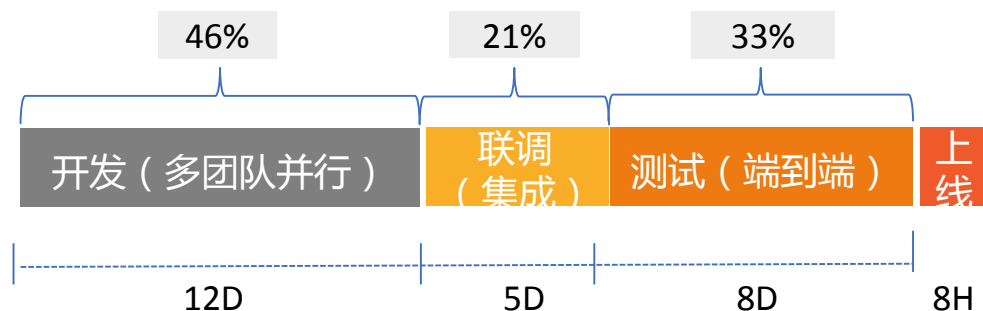 46%
21%
33%
开发（多团队并行）
联调
（集成）
测试（端到端）
上
线
12D
5D
8D
8H